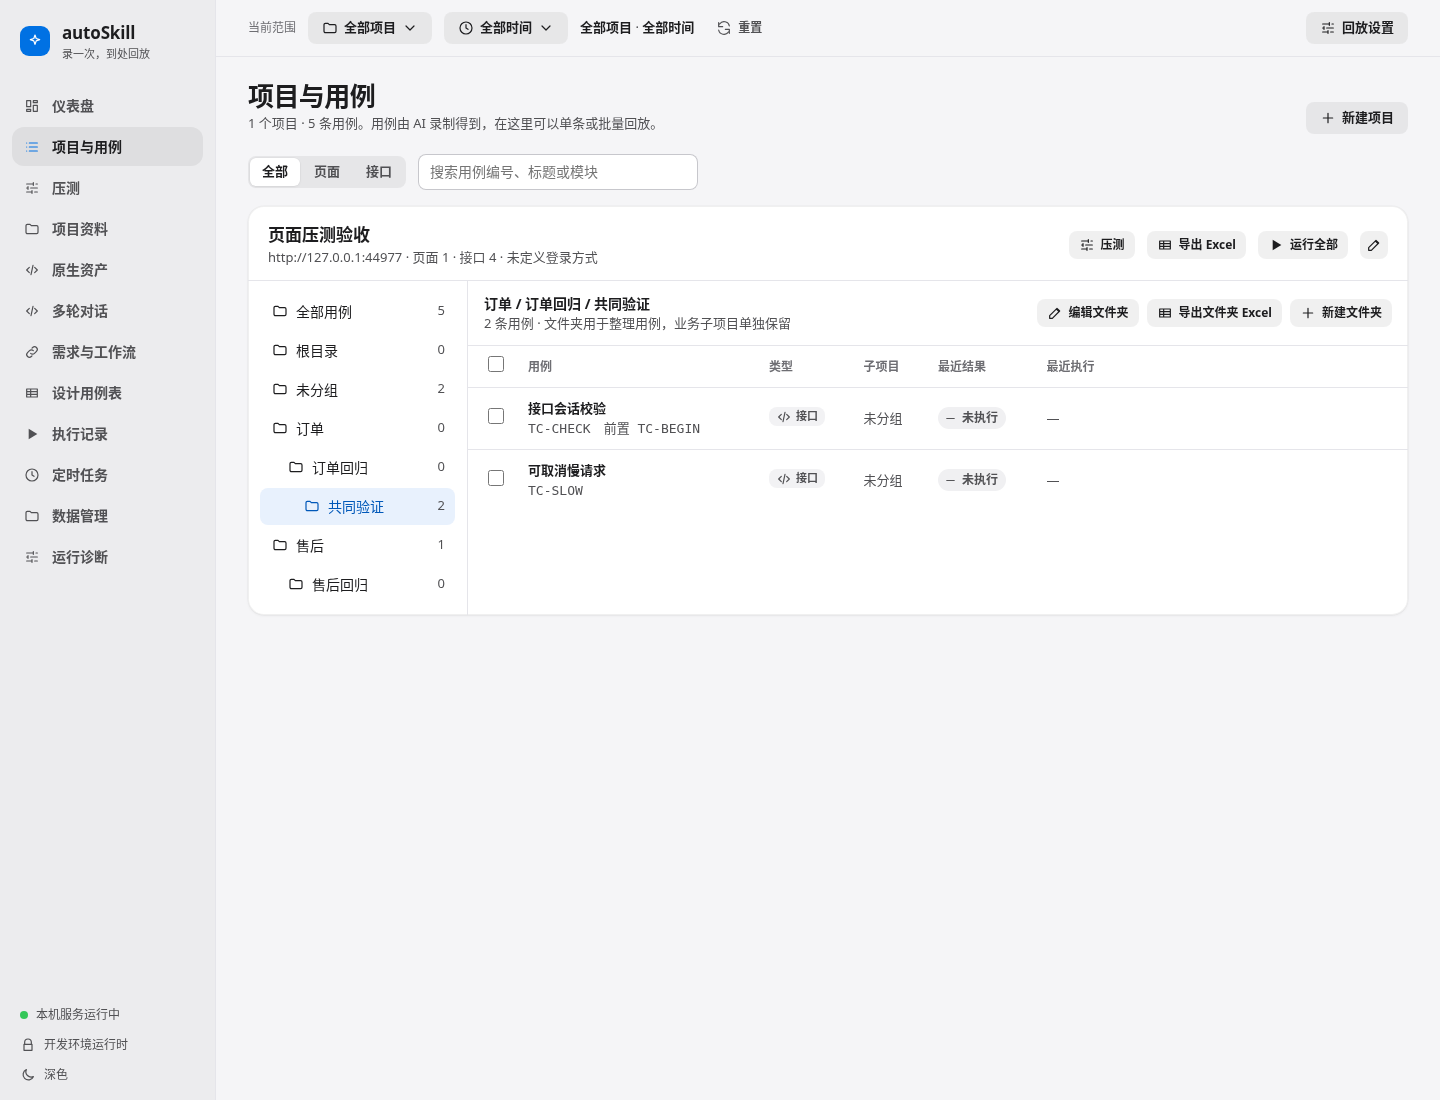 autoSkill
录一次，到处回放
仪表盘
项目与用例
压测
项目资料
原生资产
多轮对话
需求与工作流
设计用例表
执行记录
定时任务
数据管理
运行诊断
本机服务运行中
开发环境运行时
深色
当前范围 全部项目 全部时间 全部项目 · 全部时间 重置 回放设置
项目与用例
1 个项目 · 5 条用例。用例由 AI 录制得到，在这里可以单条或批量回放。
新建项目
全部 页面 接口 搜索用例编号、标题或模块
页面压测验收
http://127.0.0.1:44977 · 页面 1 · 接口 4 · 未定义登录方式
压测 导出 Excel 运行全部
全部用例 5
根目录 0
未分组 2
订单 0
订单回归 0
共同验证 2
售后 1
售后回归 0
订单 / 订单回归 / 共同验证
2 条用例 · 文件夹用于整理用例，业务子项目单独保留
编辑文件夹 导出文件夹 Excel 新建文件夹
用例 类型 子项目 最近结果 最近执行
接口会话校验
TC-CHECK 前置 TC-BEGIN
接口 未分组 — 未执行 —
可取消慢请求
TC-SLOW
接口 未分组 — 未执行 —